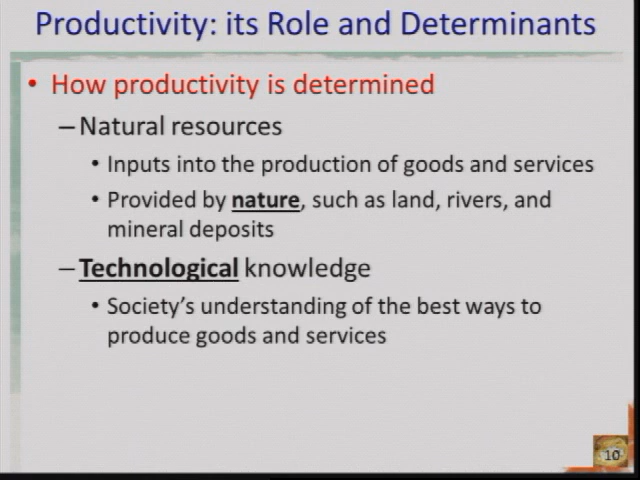 Productivity: its Role and Determinants
• How productivity is determined
– Natural resources
• Inputs into the production of goods and services
• Provided by nature, such as land, rivers, and
mineral deposits
– Technological knowledge
• Society's understanding of the best ways to
produce goods and services
10